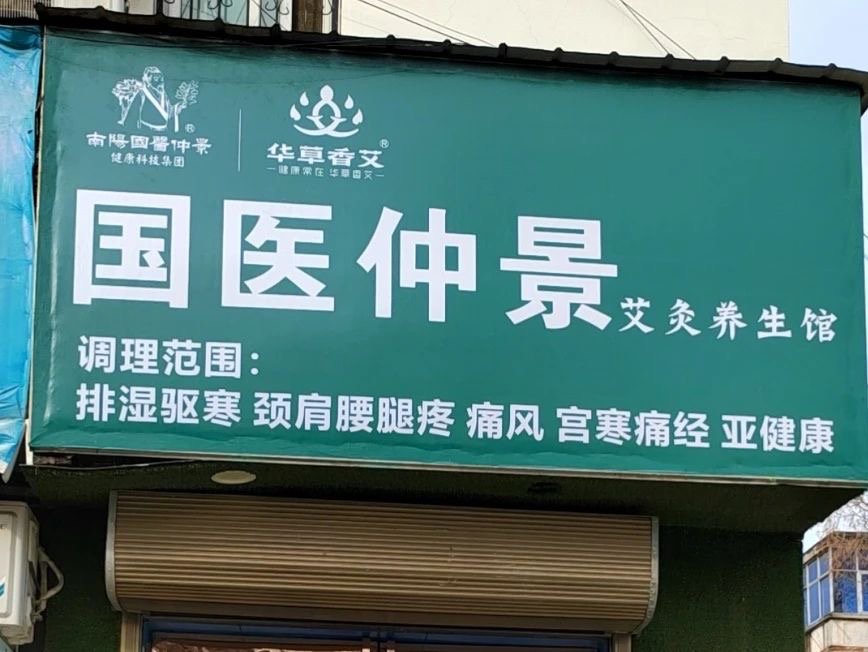 南陽國醫仲景®
健康科技集团
华草香艾®
健康常在 华草香艾
国医仲景
艾灸养生馆
调理范围：
排湿驱寒 颈肩腰腿疼 痛风 宫寒痛经 亚健康